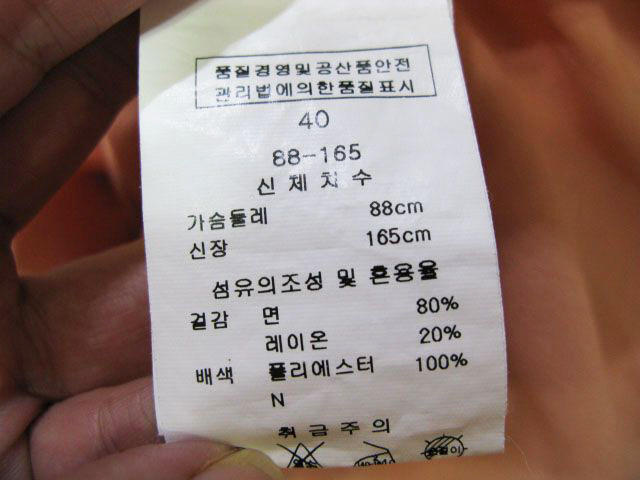 품질경영및공산품안전
관리법에의한품질표시
40
88-165
신체치수
가슴둘레 88cm
신장 165cm
섬유의조성 및 혼용율
겉감 면 80%
레이온 20%
배색 폴리에스터 100%
N
취급주의